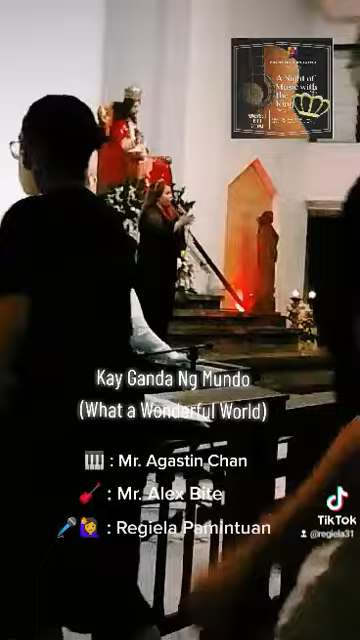 A Night of
Music with
the
King
Kay Ganda Ng Mundo
(What a Wonderful World)
🎹 : Mr. Agastin Chan
🎸 : Mr. Alex Bite
🎤🙋‍♀️ : Regiela Pamintuan
TikTok
@regiela31